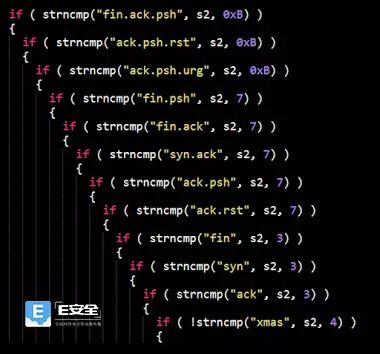 if ( strncmp("fin.ack.psh", s2, 0xB) )
{
if ( strncmp("ack.psh.rst", s2, 0xB) )
{
if ( strncmp("ack.psh.urg", s2, 0xB) )
{
if ( strncmp("fin.psh", s2, 7) )
{
if ( strncmp("fin.ack", s2, 7) )
{
if ( strncmp("syn.ack", s2, 7) )
{
if ( strncmp("ack.psh", s2, 7) )
{
if ( strncmp("ack.rst", s2, 7) )
{
if ( strncmp("fin", s2, 3) )
{
if ( strncmp("syn", s2, 3) )
{
if ( strncmp("ack", s2, 3) )
{
if ( !strncmp("xmas", s2, 4) )
{
E
E安全